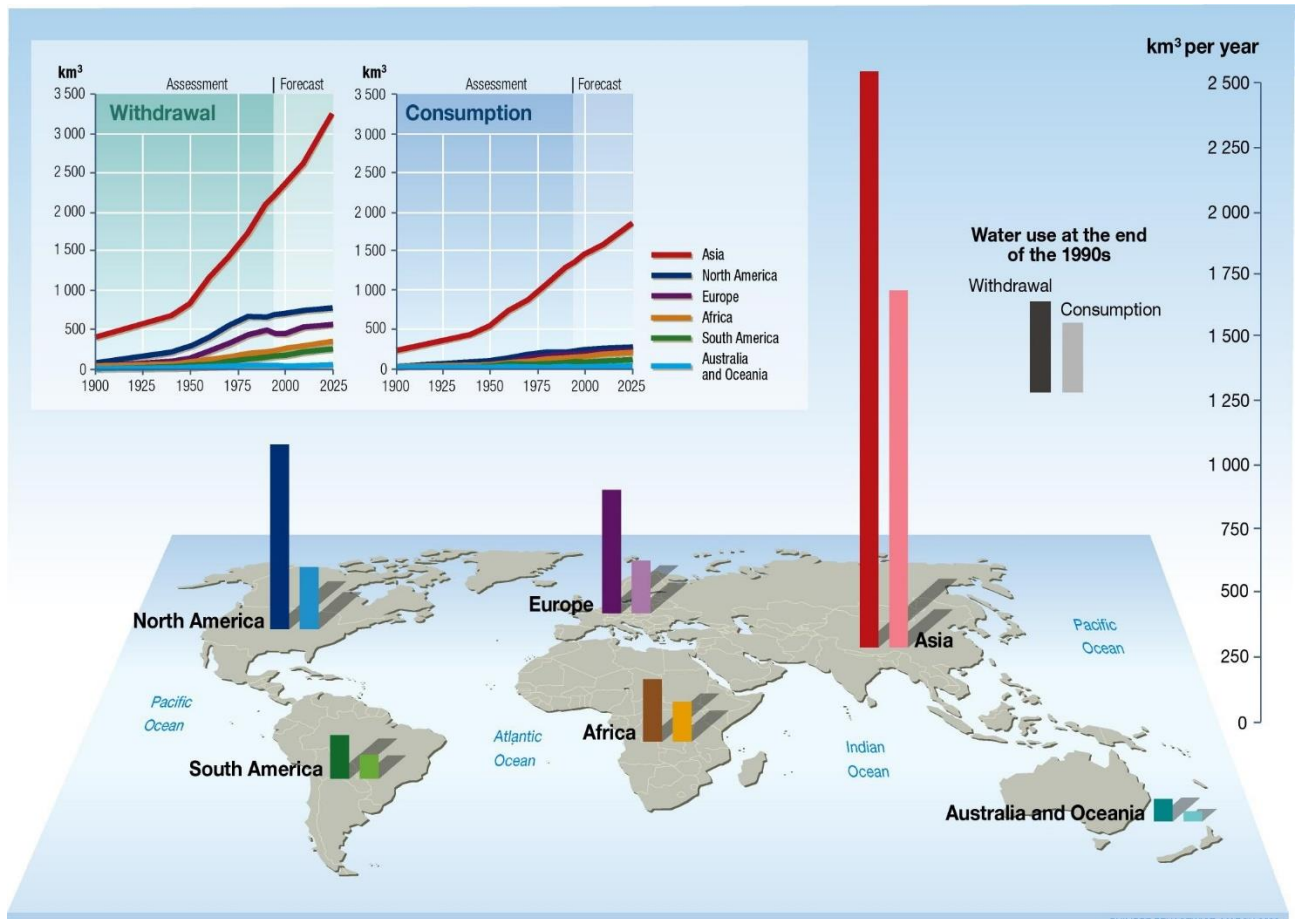 km³ per year
km³
Assessment | Forecast
Withdrawal
3 500
3 000
2 500
2 000
1 500
1 000
500
0
1900 1925 1950 1975 2000 2025
km³
Assessment | Forecast
Consumption
3 500
3 000
2 500
2 000
1 500
1 000
500
0
1900 1925 1950 1975 2000 2025
Asia
North America
Europe
Africa
South America
Australia
and Oceania
Water use at the end
of the 1990s
Withdrawal
Consumption
2 500
2 250
2 000
1 750
1 500
1 250
1 000
750
500
250
0
North America
Europe
Asia
Pacific
Ocean
Pacific
Ocean
South America
Atlantic
Ocean
Africa
Indian
Ocean
Australia and Oceania